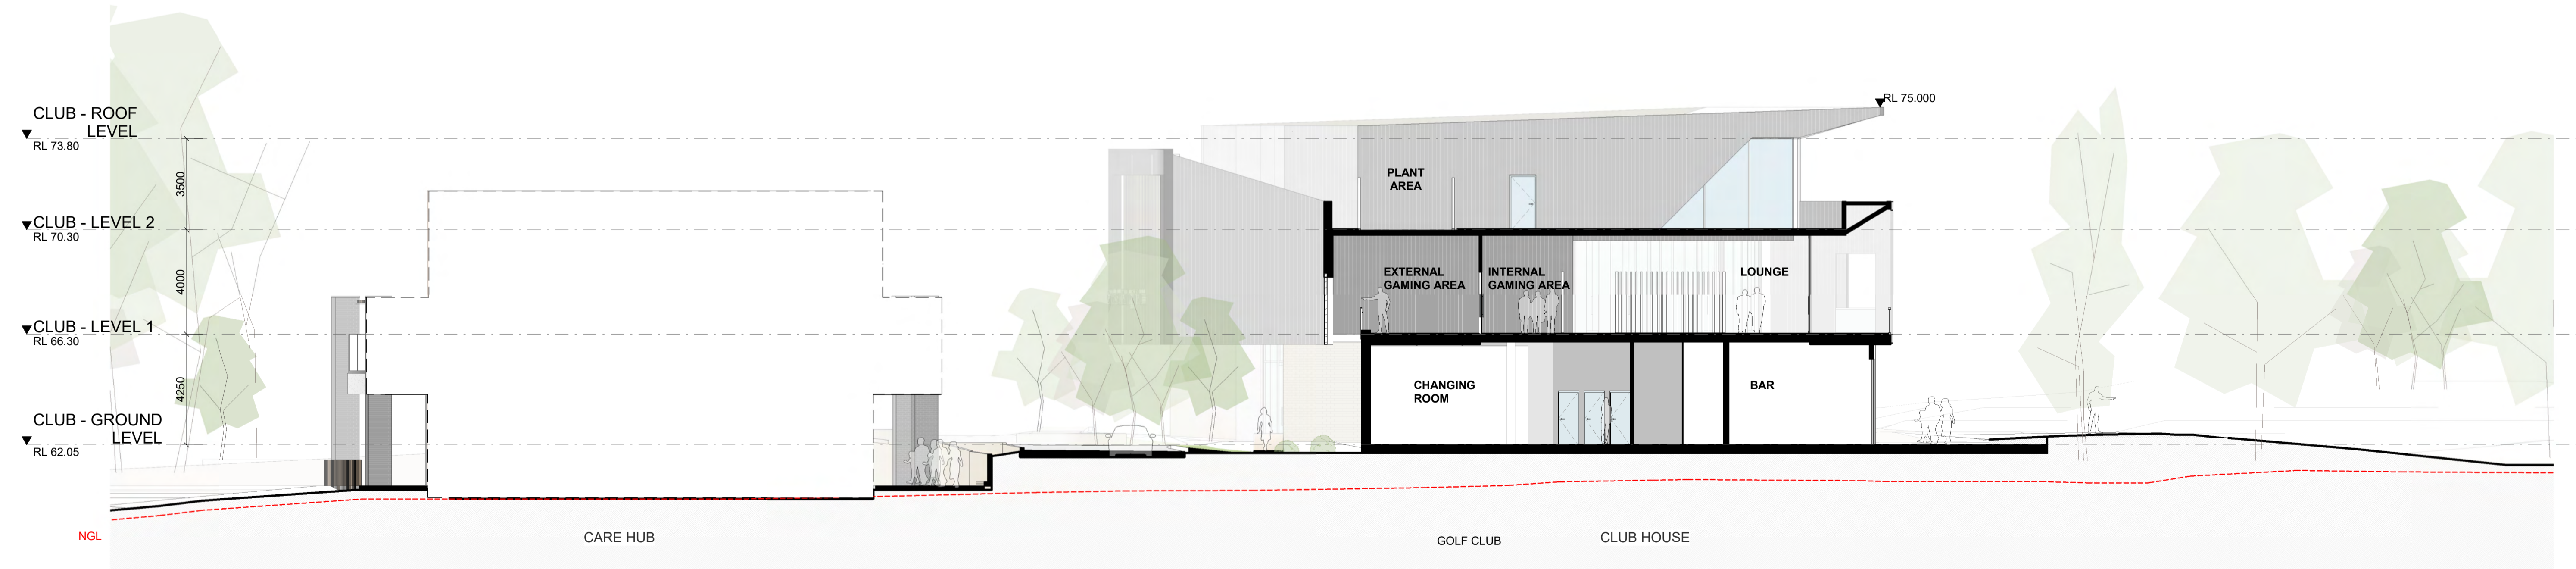 RL 75.000
CLUB - ROOF
LEVEL
RL 73.80
3500
PLANT
AREA
CLUB - LEVEL 2
RL 70.30
4000
EXTERNAL
GAMING AREA
INTERNAL
GAMING AREA
LOUNGE
CLUB - LEVEL 1
RL 66.30
4250
CHANGING
ROOM
BAR
CLUB - GROUND
LEVEL
RL 62.05
NGL
CARE HUB
GOLF CLUB
CLUB HOUSE